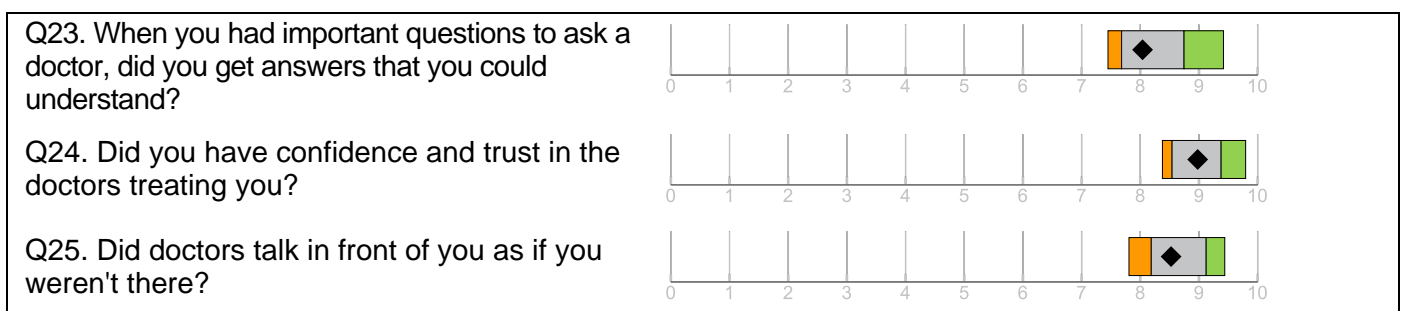 Q23. When you had important questions to ask a
doctor, did you get answers that you could
understand?
0 1 2 3 4 5 6 7 8 9 10
Q24. Did you have confidence and trust in the
doctors treating you?
0 1 2 3 4 5 6 7 8 9 10
Q25. Did doctors talk in front of you as if you
weren't there?
0 1 2 3 4 5 6 7 8 9 10